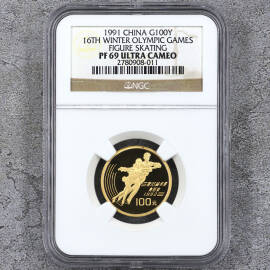 1991 CHINA G100Y
16TH WINTER OLYMPIC GAMES
FIGURE SKATING
PF 69 ULTRA CAMEO
2780908-011
NGC
100元